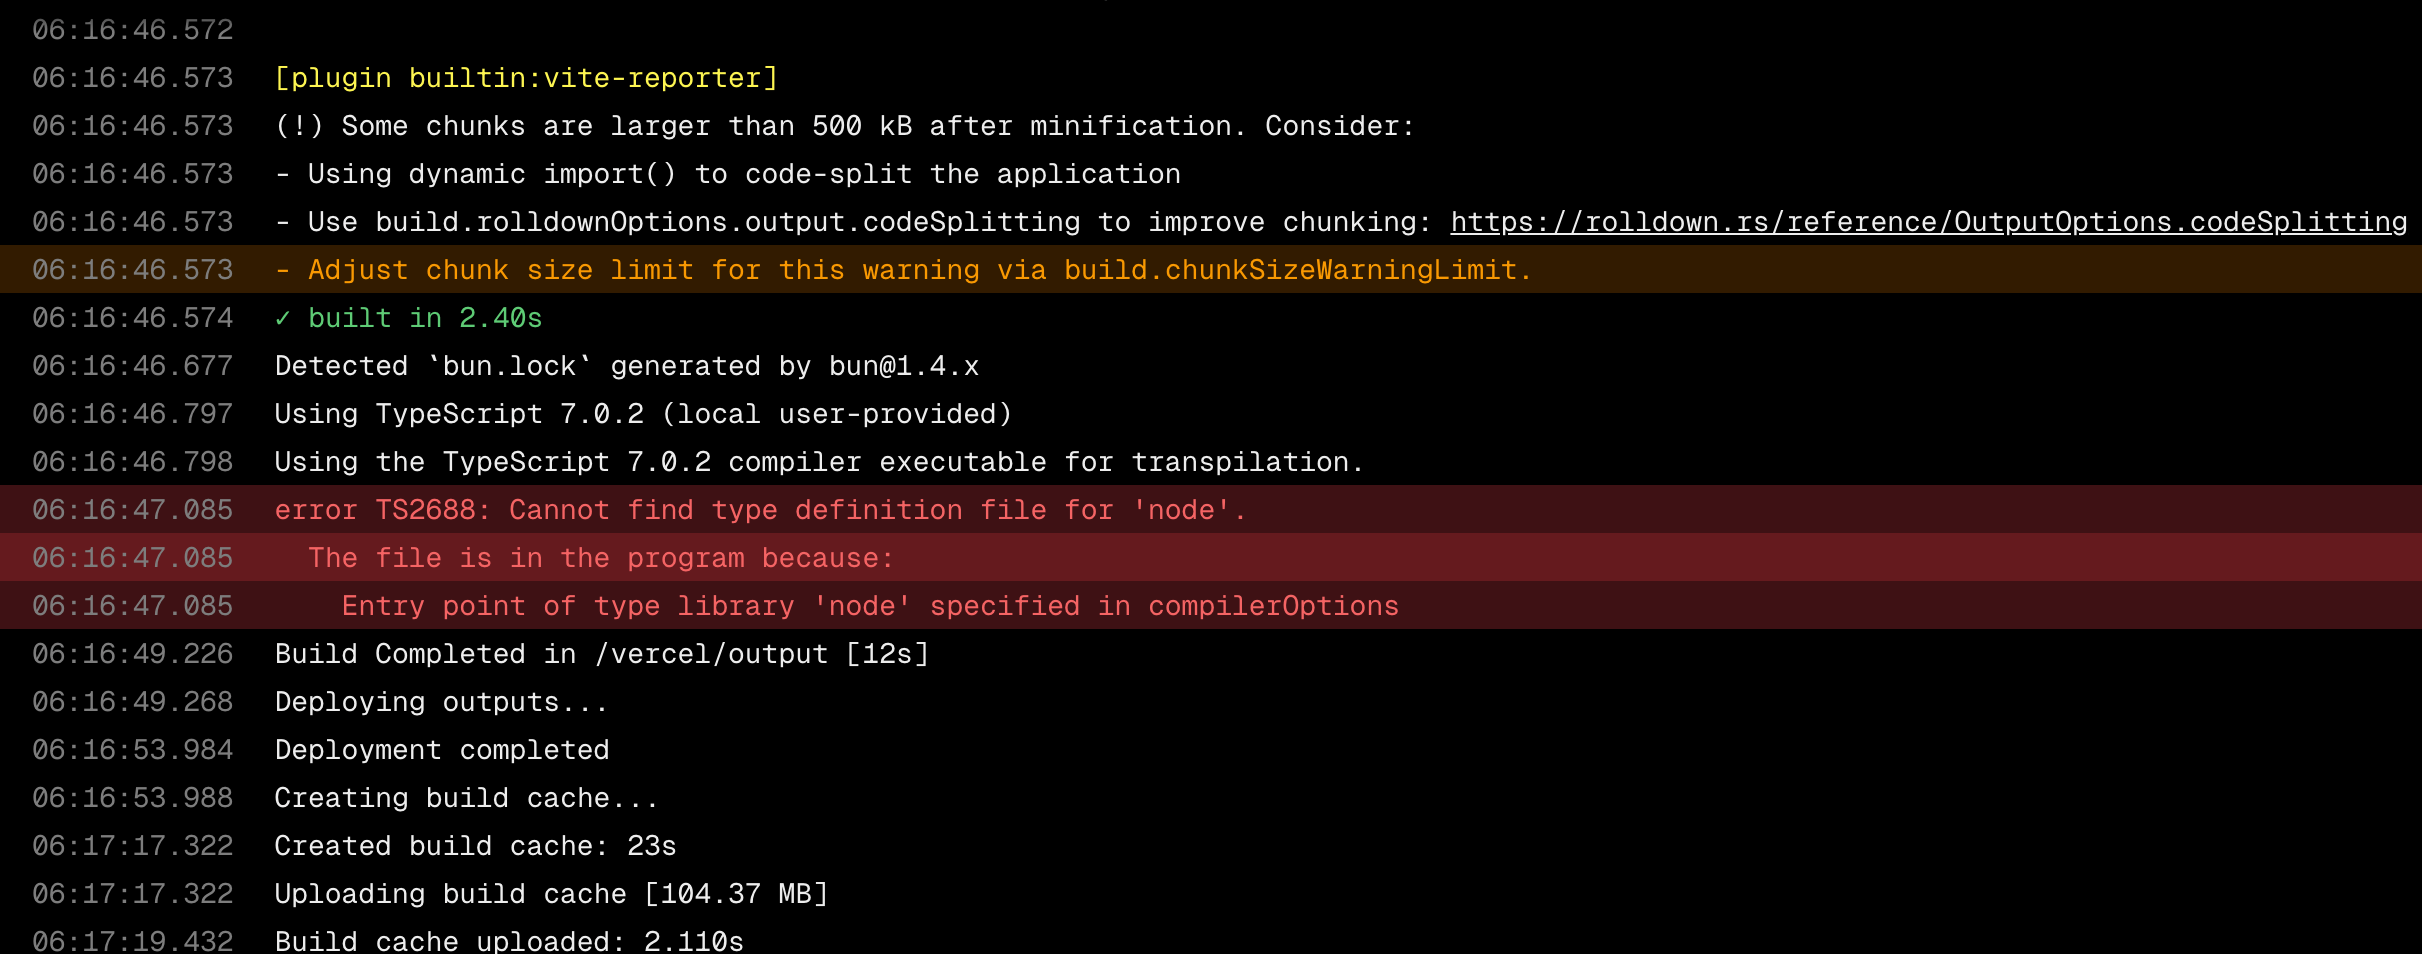 06:16:46.572
06:16:46.573 [plugin builtin:vite-reporter]
06:16:46.573 (!) Some chunks are larger than 500 kB after minification. Consider:
06:16:46.573 - Using dynamic import() to code-split the application
06:16:46.573 - Use build.rolldownOptions.output.codeSplitting to improve chunking: https://rolldown.rs/reference/OutputOptions.codeSplitting
06:16:46.573 - Adjust chunk size limit for this warning via build.chunkSizeWarningLimit.
06:16:46.574 ✓ built in 2.40s
06:16:46.677 Detected `bun.lock` generated by bun@1.4.x
06:16:46.797 Using TypeScript 7.0.2 (local user-provided)
06:16:46.798 Using the TypeScript 7.0.2 compiler executable for transpilation.
06:16:47.085 error TS2688: Cannot find type definition file for 'node'.
06:16:47.085 The file is in the program because:
06:16:47.085 Entry point of type library 'node' specified in compilerOptions
06:16:49.226 Build Completed in /vercel/output [12s]
06:16:49.268 Deploying outputs...
06:16:53.984 Deployment completed
06:16:53.988 Creating build cache...
06:17:17.322 Created build cache: 23s
06:17:17.322 Uploading build cache [104.37 MB]
06:17:19.432 Build cache uploaded: 2.110s